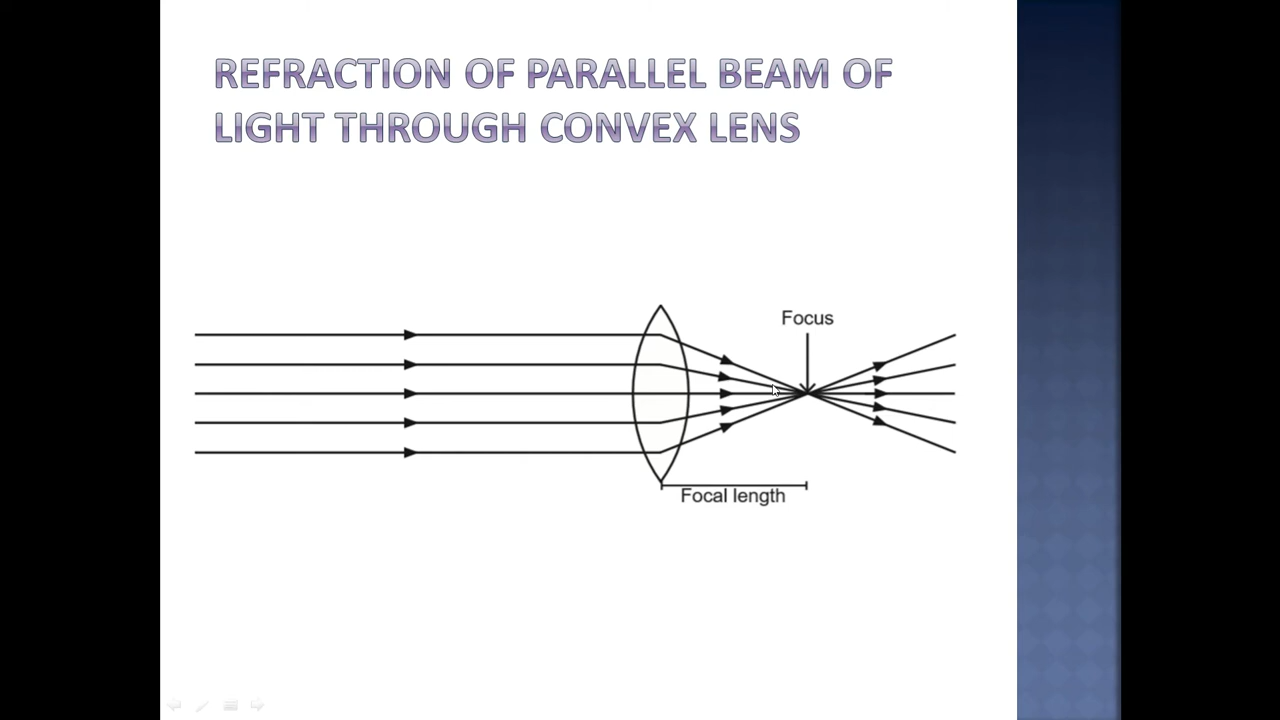 REFRACTION OF PARALLEL BEAM OF
LIGHT THROUGH CONVEX LENS
Focus
Focal length